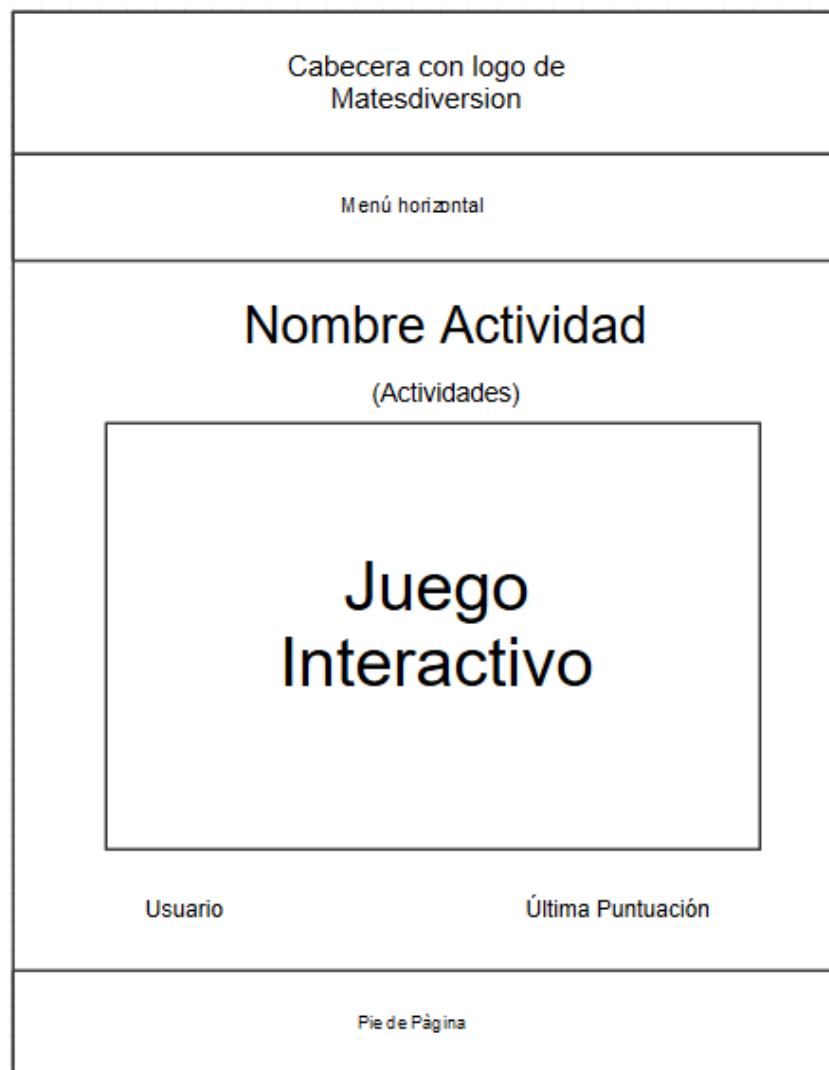 Cabecera con logo de
Matesdiversion
Menú horizontal
Nombre Actividad
(Actividades)
Juego
Interactivo
Usuario
Última Puntuación
Pie de Pàgina